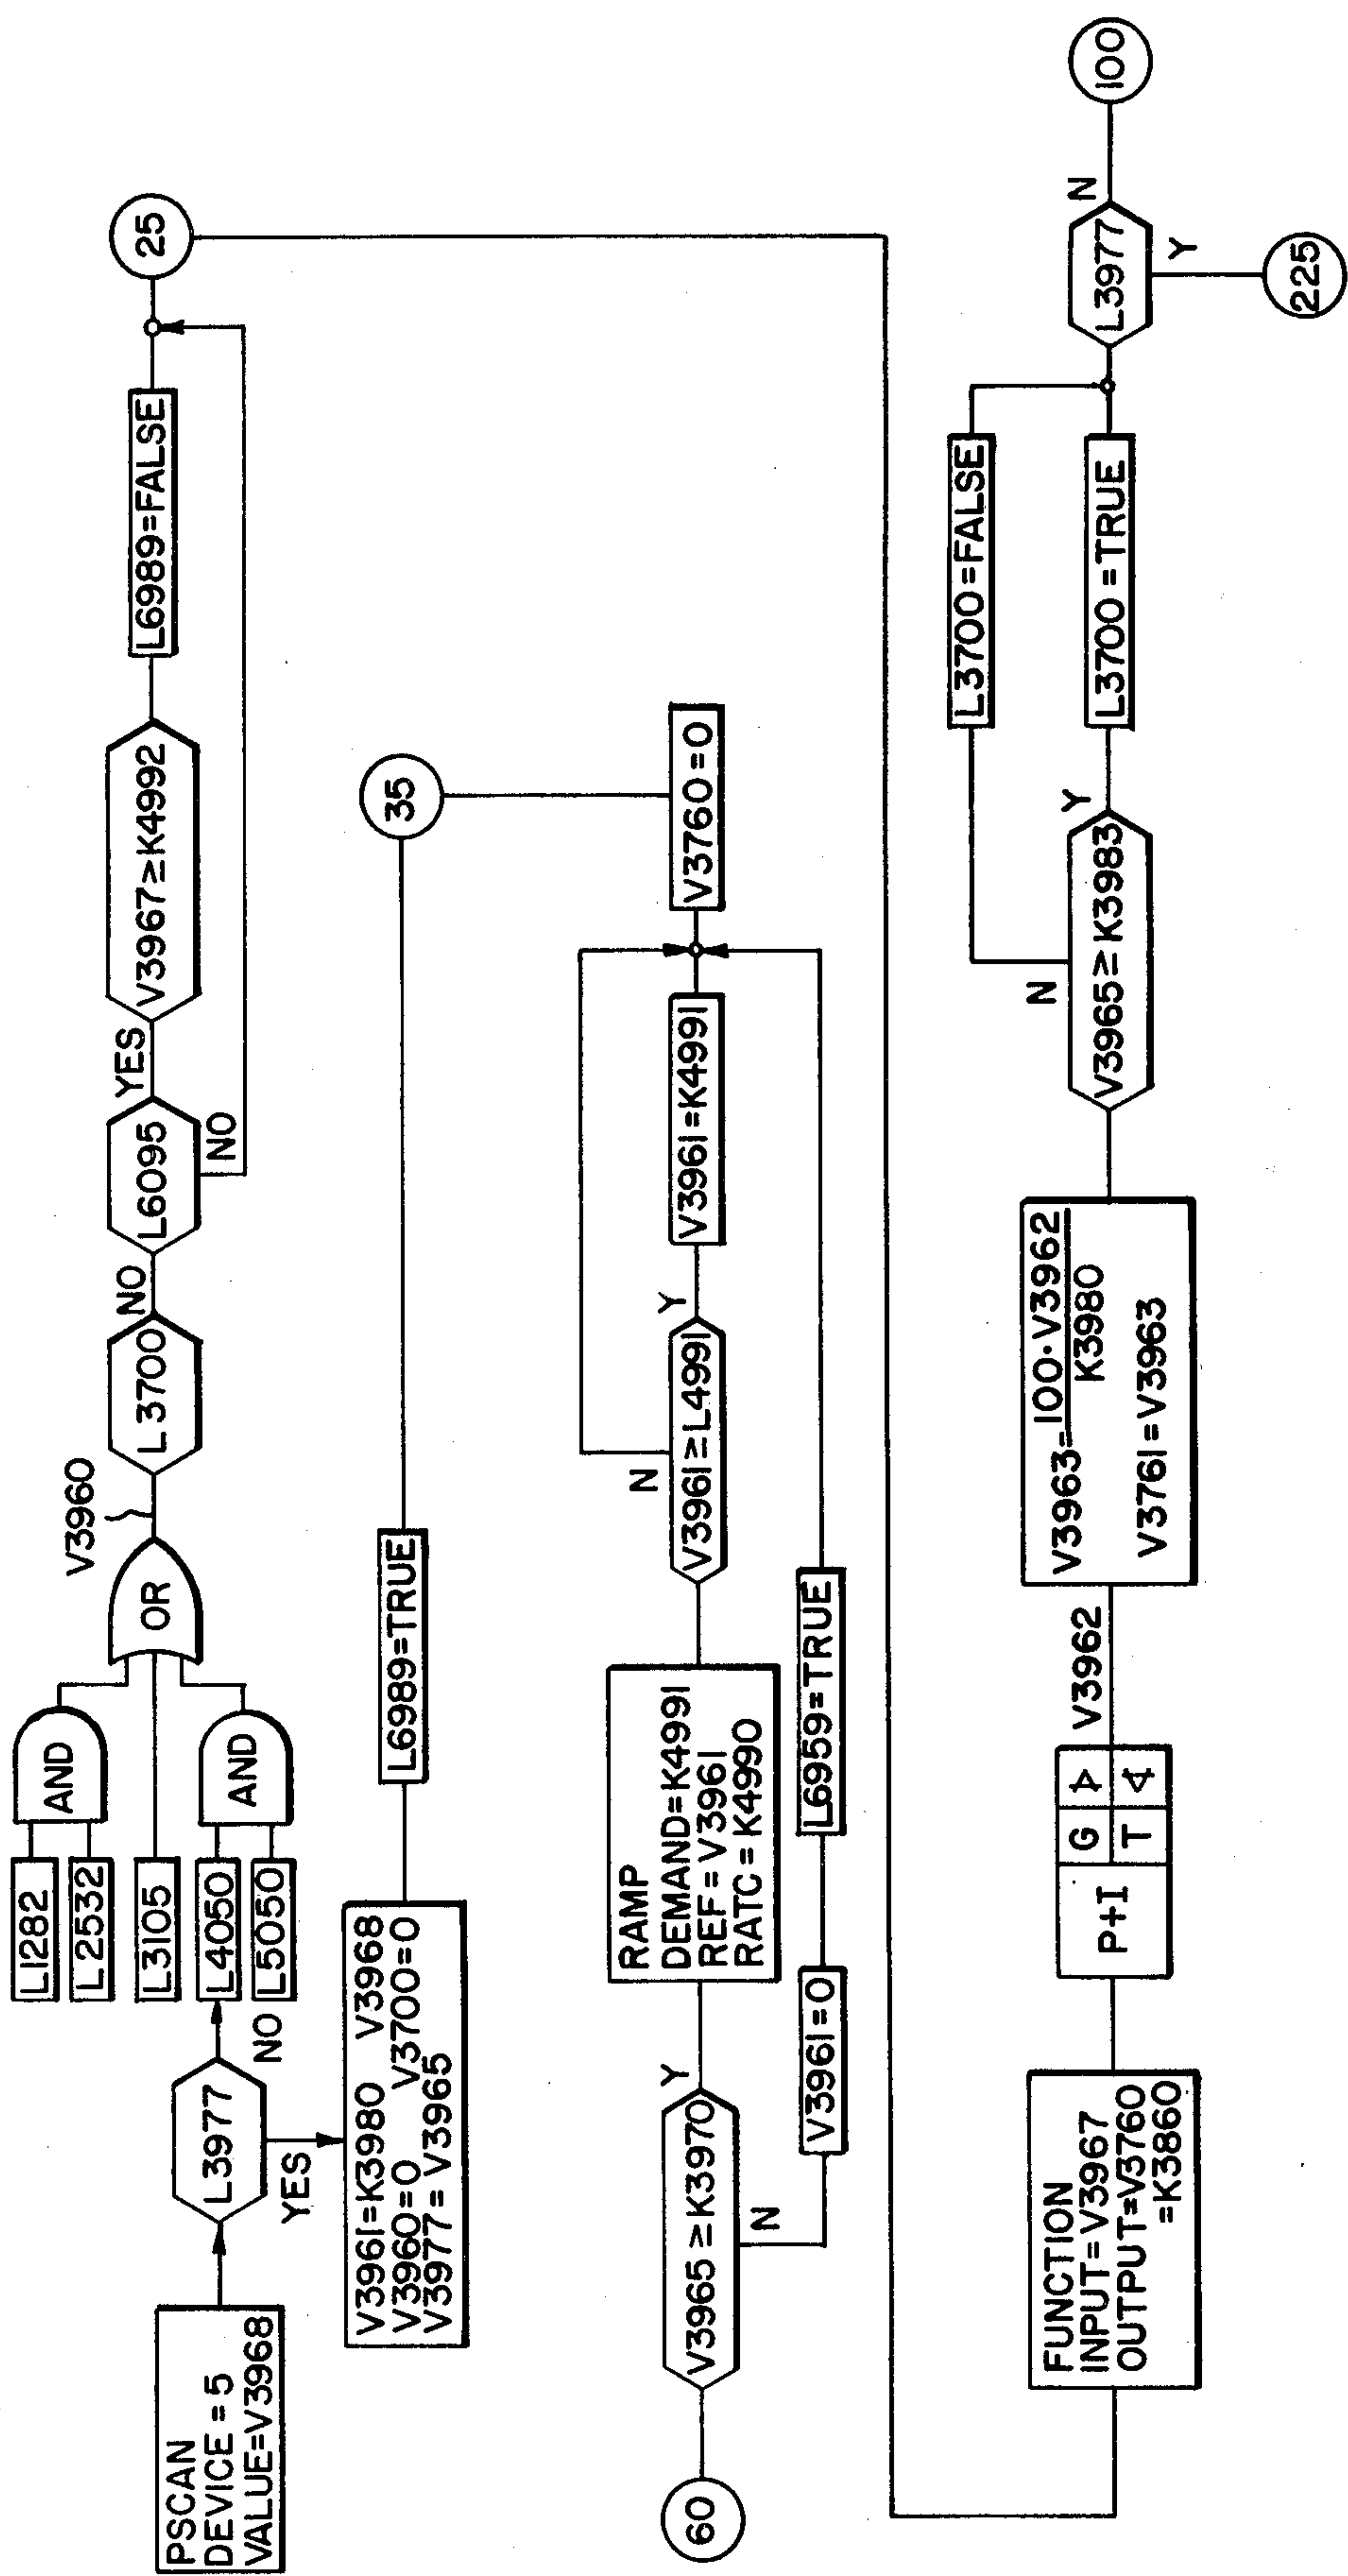 PSCAN
DEVICE = 5
VALUE=V3968
L3977
NO
YES
L1282
L2532
L3105
L4050
L5050
AND
AND
OR
V3960
L3700
NO
L6095
YES
NO
V3967≥K4992
L6989=FALSE
25
V3961=K3980 V3968
V3960=0 V3700=0
V3977 = V3965
L6989=TRUE
35
60
V3965 ≥K3970
Y
N
RAMP
DEMAND=K4991
REF=V3961
RATC = K4990
V3961=0
L6959=TRUE
V3961≥L4991
N
Y
V3961=K4991
V3760=0
FUNCTION
INPUT=V3967
OUTPUT=V3760
=K3860
P+I
G
T
V3962
V3963=100·V3962
K3980
V3761=V3963
V3965≥K3983
N
Y
L3700=FALSE
L3700=TRUE
L3977
N
Y
100
225